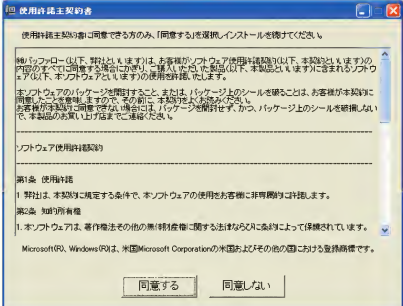 使用許諾主契約書
使用許諾主契約書に同意できる方のみ、「同意する」を選択しインストールを続けてください。
㈱バッファロー(以下、弊社といいます)は、お客様がソフトウェア使用許諾契約(以下、本契約といいます)の
内容のすべてに同意する場合にかぎり、ご購入いただいた製品(以下、本製品といいます)に含まれるソフトウ
ェア(以下、本ソフトウェアといいます)の使用を許諾いたします。
本ソフトウェアのパッケージを開封すること、または、パッケージ上のシールを破ることは、お客様が本契約に
同意したことを意味しますので、その前に、本契約をよくお読みください。
お客様が本契約に同意できない場合には、パッケージを開封せず、かつ、パッケージ上のシールを破損しない
で、本製品のお買い上げ店までご連絡ください。
ソフトウェア使用許諾契約
第1条 使用許諾
1 弊社は、本契約に規定する条件で、本ソフトウェアの使用をお客様に非専属的に許諾します。
第2条 知的所有権
1. 本ソフトウェアは、著作権法その他の無体財産権に関する法律ならびに条約によって保護されています。
Microsoft(R)、Windows(R)は、米国Microsoft Corporationの米国およびその他の国における登録商標です。
同意する
同意しない